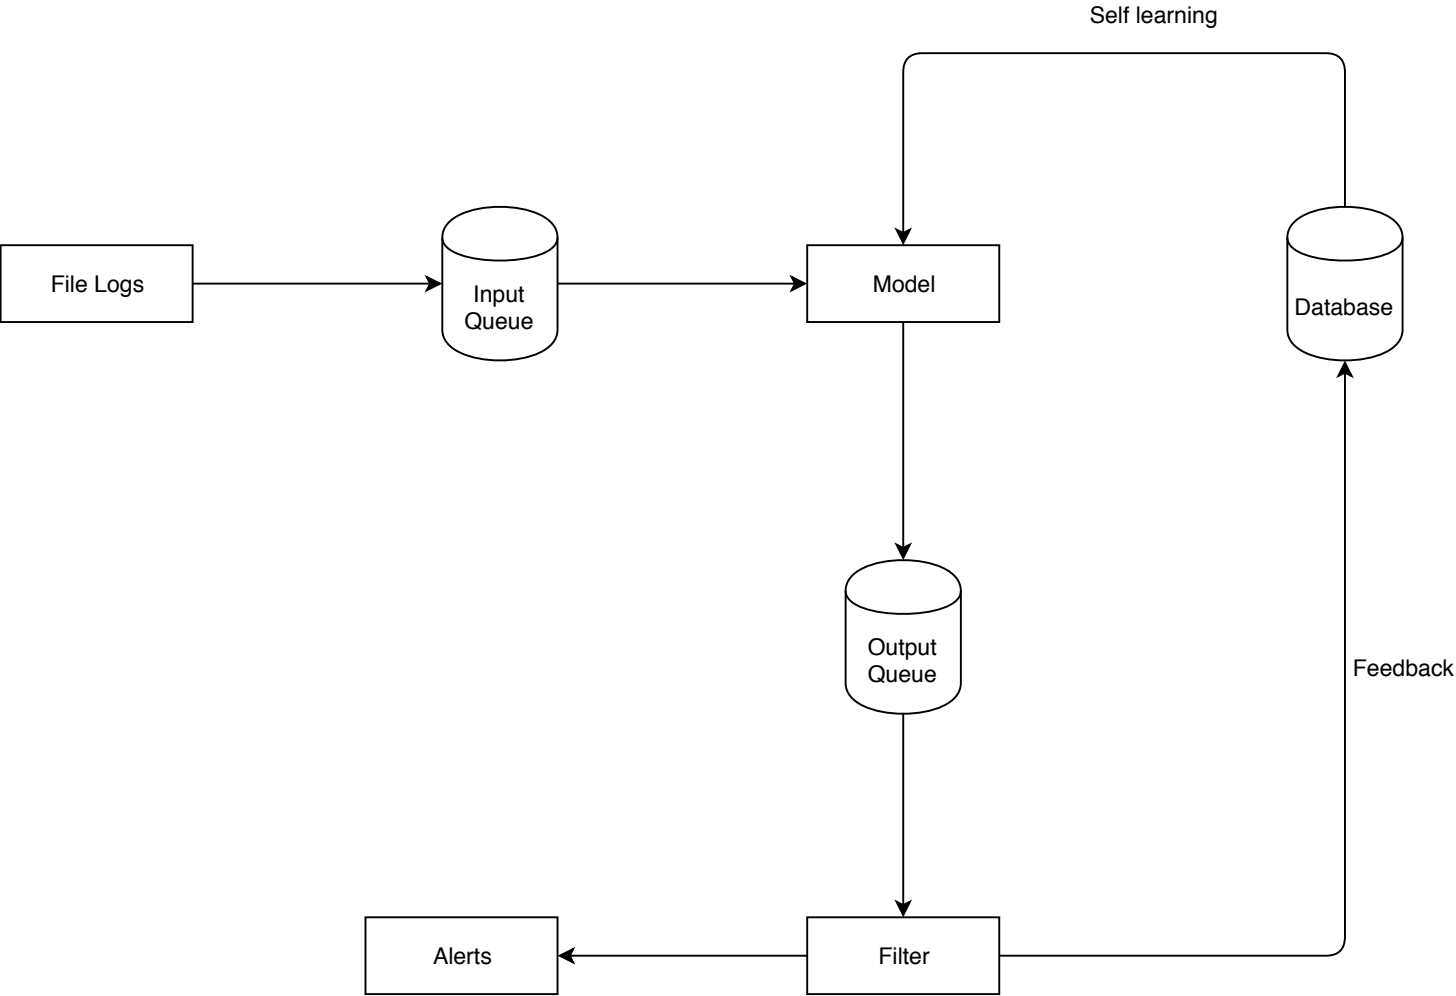 Self learning
File Logs
Input
Queue
Model
Database
Output
Queue
Feedback
Alerts
Filter